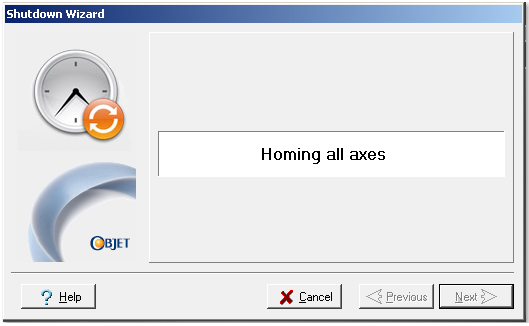 Shutdown Wizard
Homing all axes
OBJET
? Help
Cancel
Previous
Next